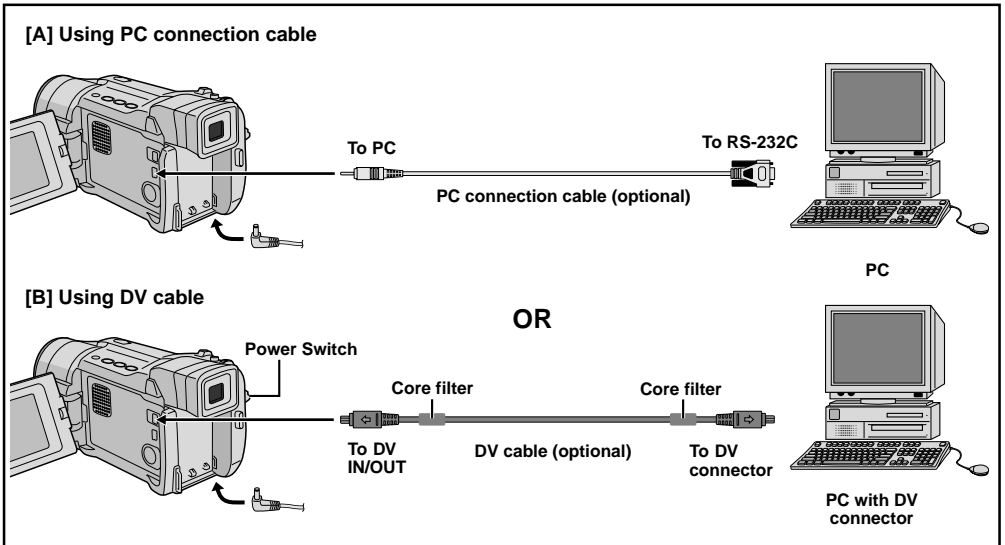 [A] Using PC connection cable
To PC
To RS-232C
PC connection cable (optional)
PC
[B] Using DV cable
OR
Power Switch
Core filter
Core filter
To DV
IN/OUT
DV cable (optional)
To DV
connector
PC with DV
connector